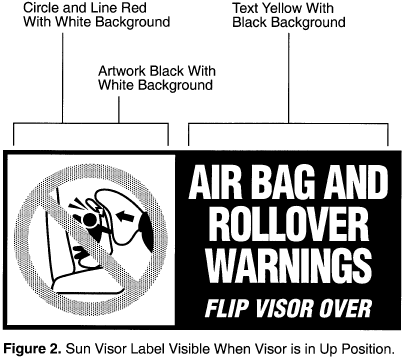 Circle and Line Red
With White Background
Text Yellow With
Black Background
Artwork Black With
White Background
AIR BAG AND
ROLLOVER
WARNINGS
FLIP VISOR OVER
Figure 2. Sun Visor Label Visible When Visor is in Up Position.